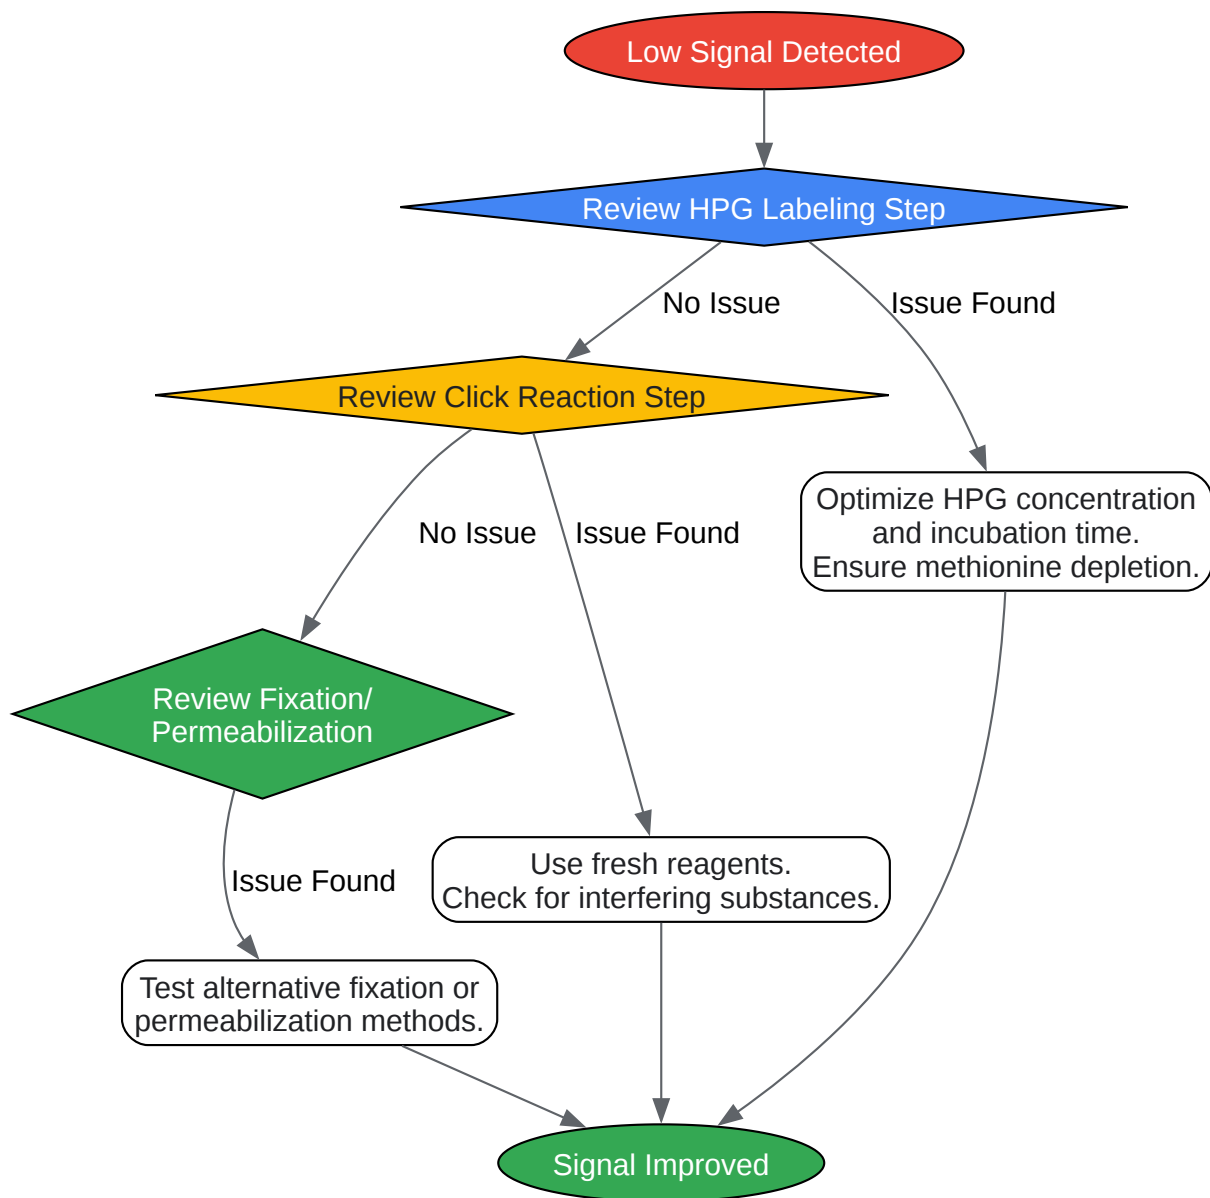 Low Signal Detected
Review HPG Labeling Step
No Issue
Issue Found
Review Click Reaction Step
Optimize HPG concentration
and incubation time.
Ensure methionine depletion.
No Issue
Issue Found
Review Fixation/
Permeabilization
Use fresh reagents.
Check for interfering substances.
Issue Found
Test alternative fixation or
permeabilization methods.
Signal Improved